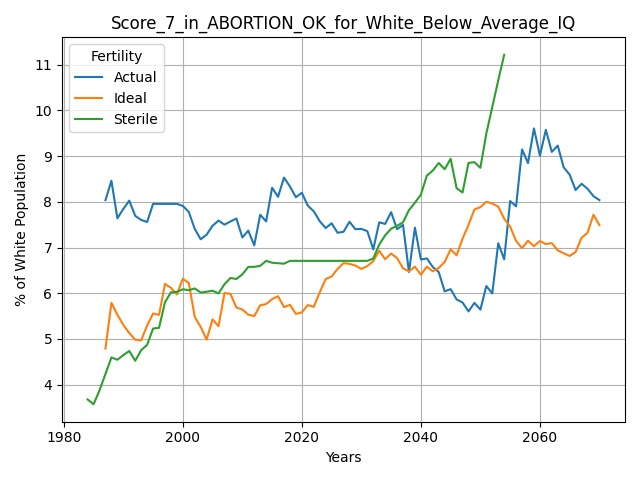 Score_7_in_ABORTION_OK_for_White_Below_Average_IQ
Fertility
Actual
Ideal
Sterile
% of White Population
11
10
9
8
7
6
5
4
1980
2000
2020
2040
2060
Years